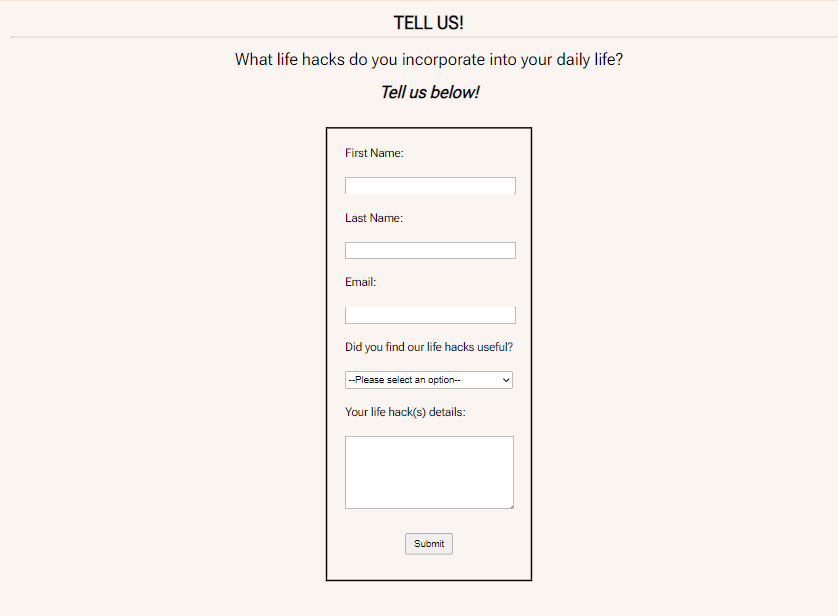 TELL US!
What life hacks do you incorporate into your daily life?
Tell us below!
First Name:
Last Name:
Email:
Did you find our life hacks useful?
--Please select an option--
Your life hack(s) details:
Submit